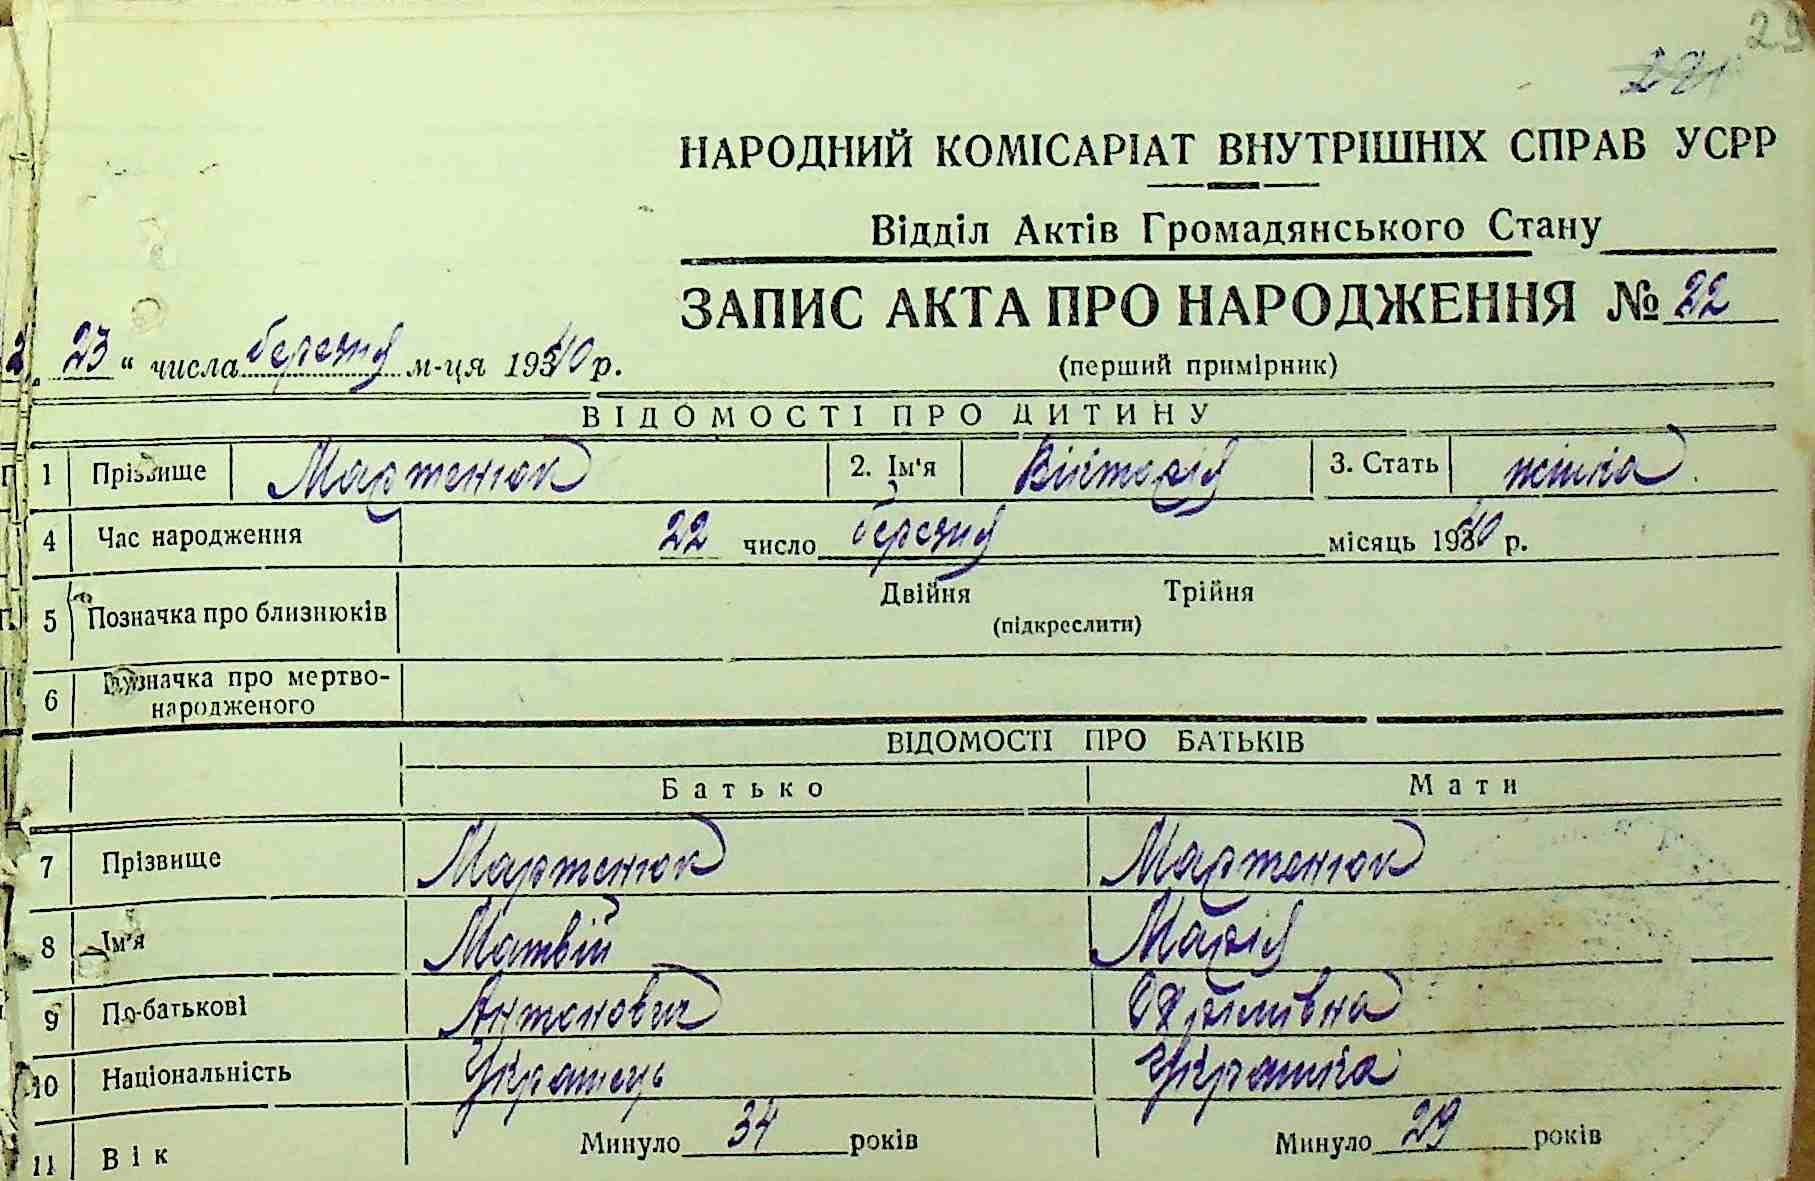 29
НАРОДНИЙ КОМІСАРІАТ ВНУТРІШНІХ СПРАВ УСРР
Відділ Актів Громадянського Стану
ЗАПИС АКТА ПРО НАРОДЖЕННЯ № 22
„ 23 “ числа березня м-ця 1940 р.
(перший примірник)
ВІДОМОСТІ ПРО ДИТИНУ
1 Прізвище Мартенюк 2. Ім'я Вікторія 3. Стать жінка
4 Час народження 22 число березня місяць 1940 р.
5 Позначка про близнюків Двійня Трійня
(підкреслити)
6 Позначка про мертво-
народженого
ВІДОМОСТІ ПРО БАТЬКІВ
Батько Мати
7 Прізвище Мартенюк Мартенюк
8 Ім'я Матвій Марія
9 По-батькові Антонович
10 Національність Українець Українка
11 Вік Минуло 34 років Минуло 29 років